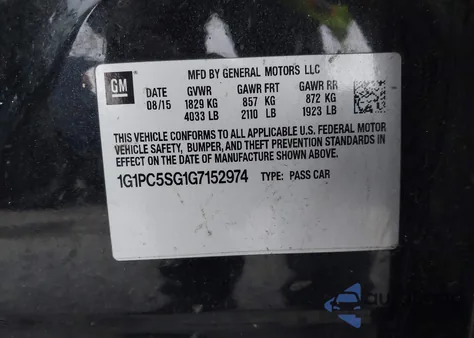 GM
MFD BY GENERAL MOTORS LLC
DATE GVWR GAWR FRT GAWR RR
08/15 1829 KG 857 KG 872 KG
4033 LB 2110 LB 1923 LB
THIS VEHICLE CONFORMS TO ALL APPLICABLE U.S. FEDERAL MOTOR
VEHICLE SAFETY, BUMPER, AND THEFT PREVENTION STANDARDS IN
EFFECT ON THE DATE OF MANUFACTURE SHOWN ABOVE.
1G1PC5SG1G7152974 TYPE: PASS CAR